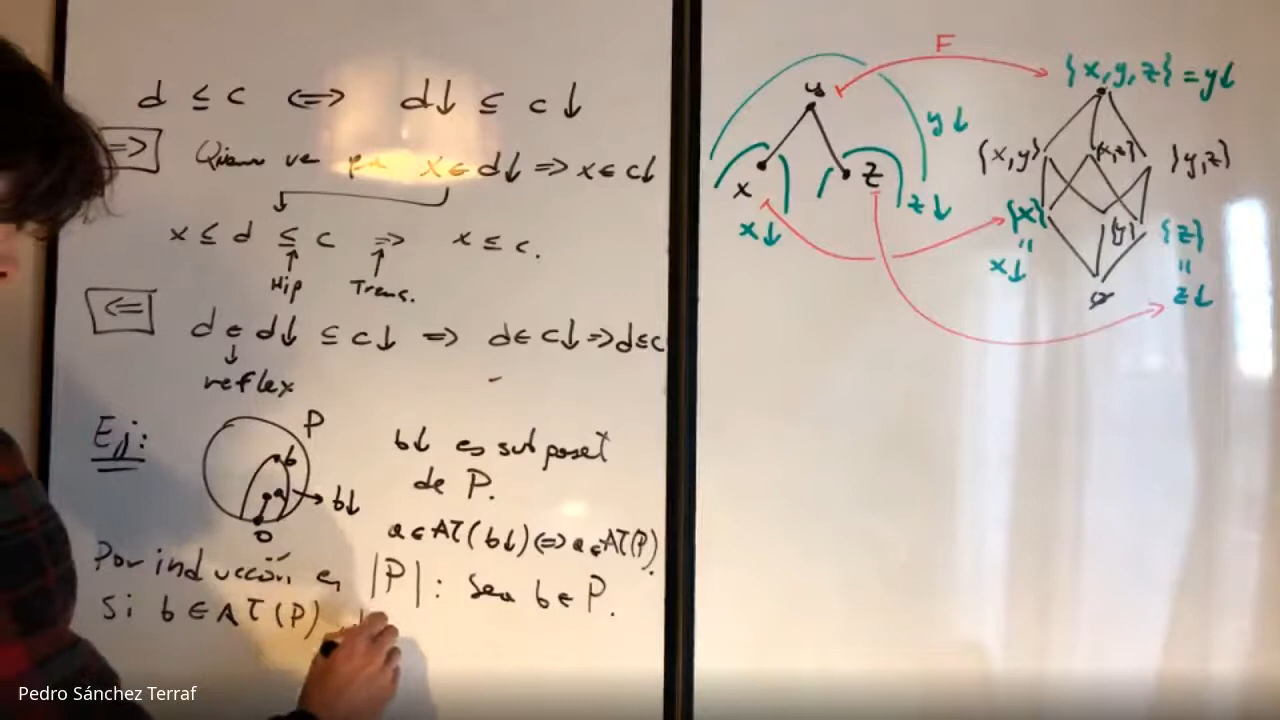 d ≤ c ⟺ d↓ ⊆ c↓
=>] Quiero ver x ∈ d↓ => x ∈ c↓
x ≤ d ≤ c => x ≤ c.
Hip Trans.
<= d ∈ d↓ ⊆ c↓ => d ∈ c↓ => d ≤ c
reflex
Ej: P
b
a
b↓
0
b↓ es subposet
de P.
a ∈ AT(b↓) <=> a ∈ AT(P).
Por inducción en |P|: Sea b ∈ P.
Si b ∈ AT(P)
F
y
{x,y,z} = y↓
y↓
{x,y} {x,z} {y,z}
x
z
x↓
z↓
{x} {y} {z}
" "
x↓ z↓
ø
Pedro Sánchez Terraf